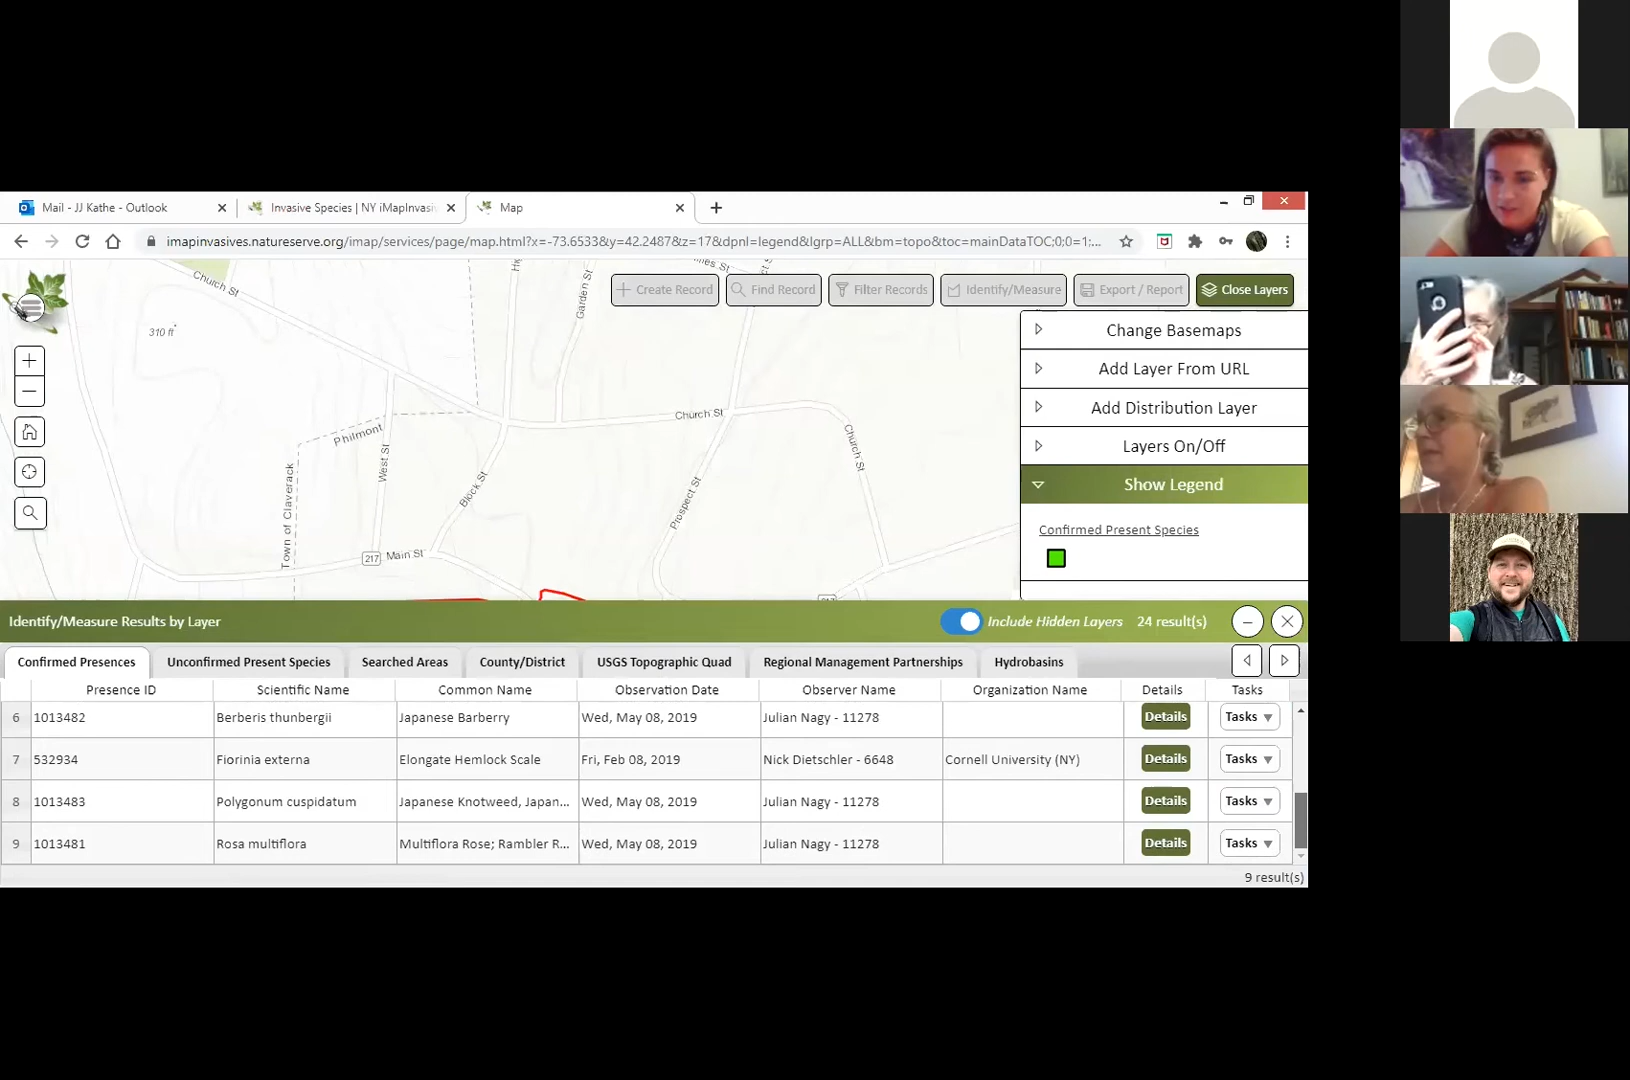 Mail - JJ Kathe - Outlook
Invasive Species | NY iMapInvasi
Map
imapinvasives.natureserve.org/imap/services/page/map.html?x=-73.6533&y=42.2487&z=17&dpnl=legend&lgrp=ALL&bm=topo&toc=mainDataTOC;0;0=1;...
Create Record
Find Record
Filter Records
Identify/Measure
Export / Report
Close Layers
Church St
Garden St
310 ft
Philmont
West St
Block St
Church St
Prospect St
Church St
Town of Claverack
217
Main St
Change Basemaps
Add Layer From URL
Add Distribution Layer
Layers On/Off
Show Legend
Confirmed Present Species
Identify/Measure Results by Layer
Include Hidden Layers 24 result(s)
Confirmed Presences Unconfirmed Present Species Searched Areas County/District USGS Topographic Quad Regional Management Partnerships Hydrobasins
Presence ID Scientific Name Common Name Observation Date Observer Name Organization Name Details Tasks
6 1013482 Berberis thunbergii Japanese Barberry Wed, May 08, 2019 Julian Nagy - 11278 Details Tasks
7 532934 Fiorinia externa Elongate Hemlock Scale Fri, Feb 08, 2019 Nick Dietschler - 6648 Cornell University (NY) Details Tasks
8 1013483 Polygonum cuspidatum Japanese Knotweed, Japan... Wed, May 08, 2019 Julian Nagy - 11278 Details Tasks
9 1013481 Rosa multiflora Multiflora Rose; Rambler R... Wed, May 08, 2019 Julian Nagy - 11278 Details Tasks
9 result(s)